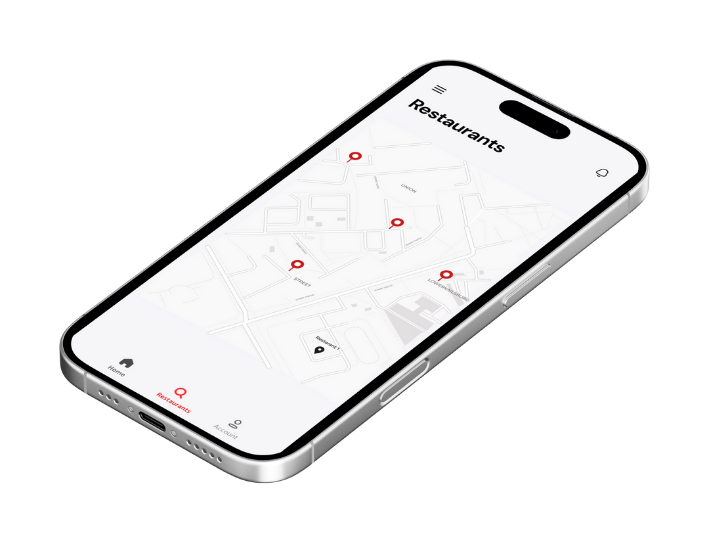 Restaurants
UNION
STREET
Restaurant 1
Home
Restaurants
Account